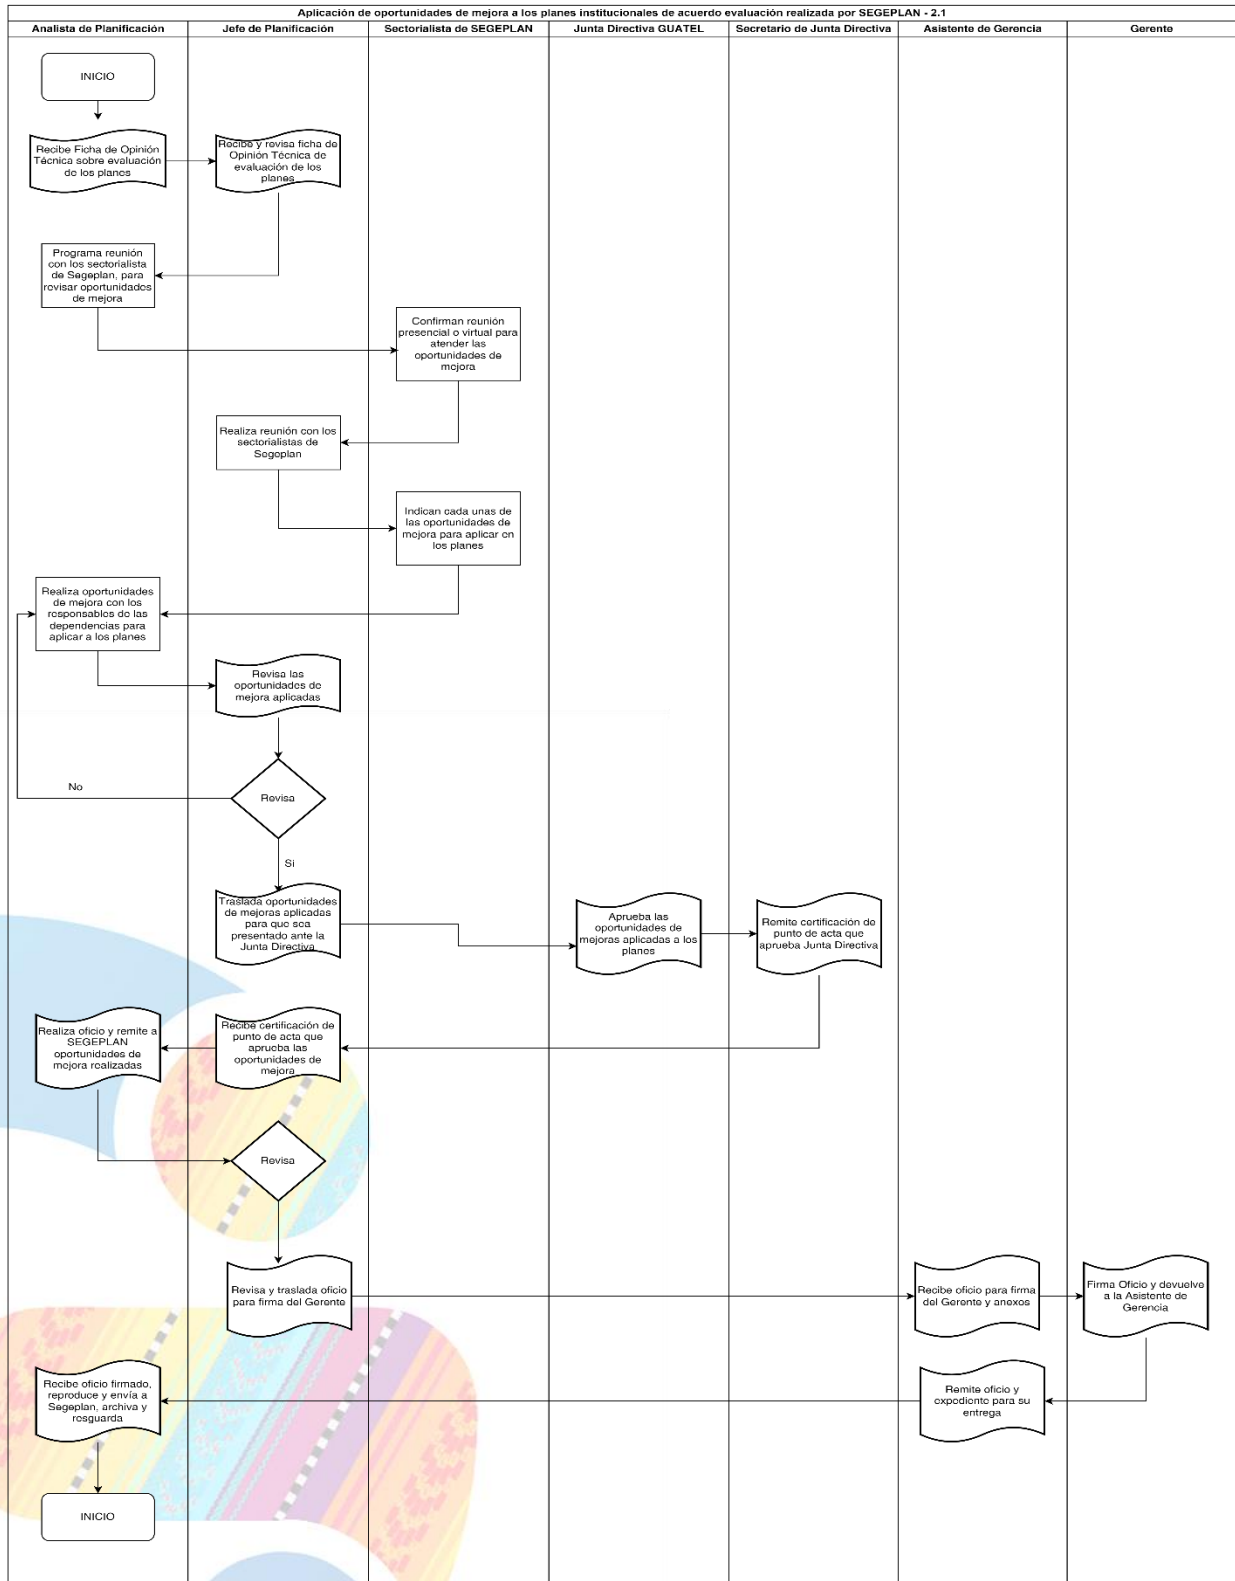 Aplicación de oportunidades de mejora a los planes institucionales de acuerdo evaluación realizada por SEGEPLAN - 2.1
Analista de Planificación
Jefe de Planificación
Sectorialista de SEGEPLAN
Junta Directiva GUATEL
Secretario de Junta Directiva
Asistente de Gerencia
Gerente
INICIO
Recibe Ficha de Opinión
Técnica sobre evaluación
de los planes
Recibe y revisa ficha de
Opinión Técnica de
evaluación de los
planes
Programa reunión
con los sectorialista
de Segeplan, para
revisar oportunidades
de mejora
Confirman reunión
presencial o virtual para
atender las
oportunidades de
mejora
Realiza reunión con los
sectorialistas de
Segeplan
Indican cada unas de
las oportunidades de
mejora para aplicar en
los planes
Realiza oportunidades
de mejora con los
responsables de las
dependencias para
aplicar a los planes
Revisa las
oportunidades de
mejora aplicadas
No
Revisa
Si
Traslada oportunidades
de mejoras aplicadas
para que sea
presentado ante la
Junta Directiva
Aprueba las
oportunidades de
mejoras aplicadas a los
planes
Remite certificación de
punto de acta que
aprueba Junta Directiva
Realiza oficio y remite a
SEGEPLAN
oportunidades de
mejora realizadas
Recibe certificación de
punto de acta que
aprueba las
oportunidades de
mejora
Revisa
Revisa y traslada oficio
para firma del Gerente
Recibe oficio para firma
del Gerente y anexos
Firma Oficio y devuelve
a la Asistente de
Gerencia
Recibe oficio firmado,
reproduce y envía a
Segeplan, archiva y
resguarda
Remite oficio y
expediente para su
entrega
INICIO